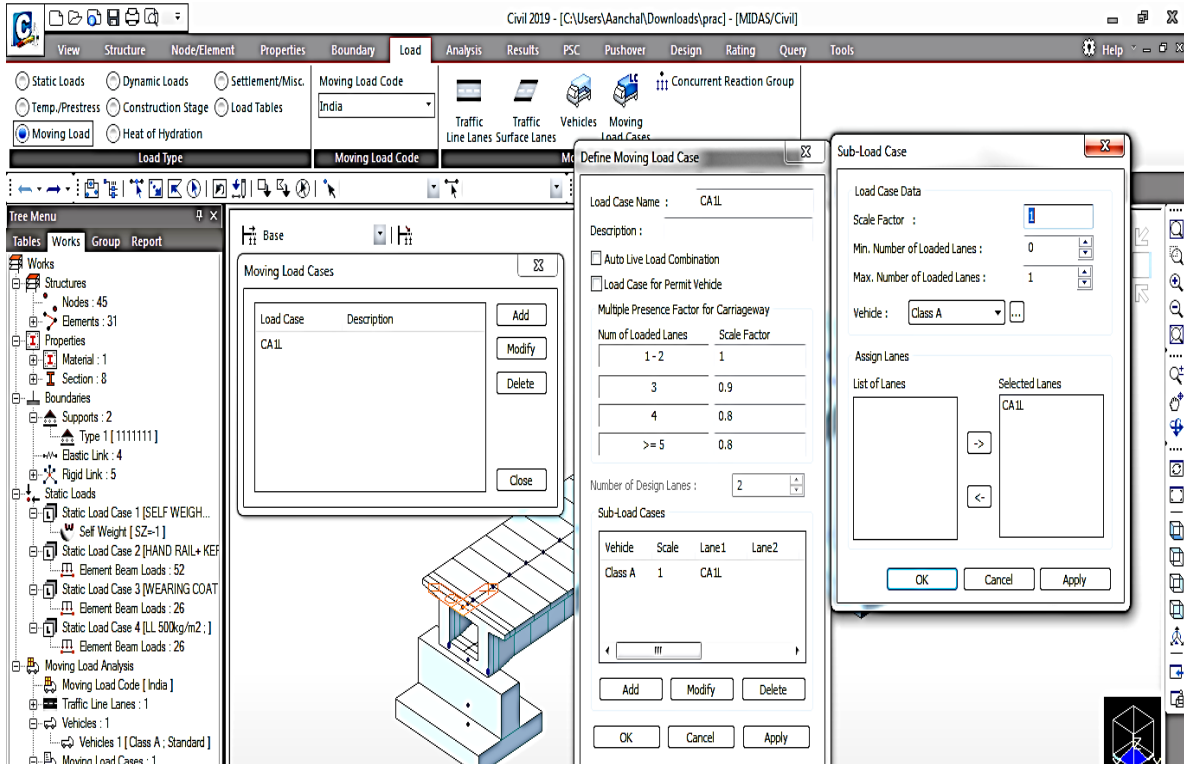 Civil 2019 - [C:\Users\Aanchal\Downloads\prac] - [MIDAS/Civil]
View Structure Node/Element Properties Boundary Load Analysis Results PSC Pushover Design Rating Query Tools Help
Static Loads Dynamic Loads Settlement/Misc.
Temp./Prestress Construction Stage Load Tables
Moving Load Heat of Hydration
Load Type
Moving Load Code
India
Moving Load Code
Traffic Line Lanes
Traffic Surface Lanes
Vehicles
Moving Load Cases
Concurrent Reaction Group
Tree Menu
Tables Works Group Report
Works
Structures
Nodes : 45
Elements : 31
Properties
Material : 1
Section : 8
Boundaries
Supports : 2
Type 1 [ 1111111 ]
Elastic Link : 4
Rigid Link : 5
Static Loads
Static Load Case 1 [SELF WEIGH...
Self Weight [ SZ=-1 ]
Static Load Case 2 [HAND RAIL+ KER
Element Beam Loads : 52
Static Load Case 3 [WEARING COAT
Element Beam Loads : 26
Static Load Case 4 [LL 500kg/m2 ; ]
Element Beam Loads : 26
Moving Load Analysis
Moving Load Code [ India ]
Traffic Line Lanes : 1
Vehicles : 1
Vehicles 1 [ Class A ; Standard ]
Moving Load Cases : 1
Base
Moving Load Cases
Load Case Description
CA1L
Add
Modify
Delete
Close
Define Moving Load Case
Load Case Name : CA1L
Description :
Auto Live Load Combination
Load Case for Permit Vehicle
Multiple Presence Factor for Carriageway
Num of Loaded Lanes Scale Factor
1 - 2 1
3 0.9
4 0.8
>= 5 0.8
Number of Design Lanes : 2
Sub-Load Cases
Vehicle Scale Lane1 Lane2
Class A 1 CA1L
Add Modify Delete
OK Cancel Apply
Sub-Load Case
Load Case Data
Scale Factor : 1
Min. Number of Loaded Lanes : 0
Max. Number of Loaded Lanes : 1
Vehicle : Class A ...
Assign Lanes
List of Lanes Selected Lanes
CA1L
->
<-
OK Cancel Apply